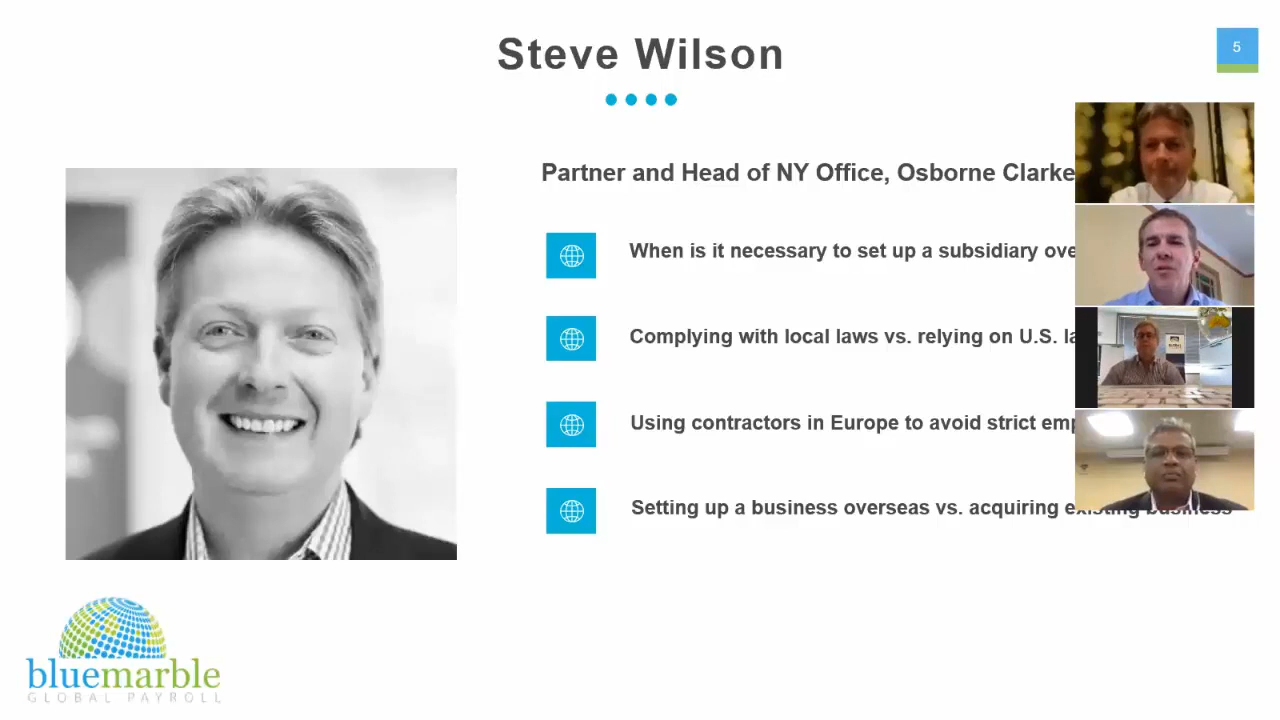 Steve Wilson
5
Partner and Head of NY Office, Osborne Clarke
When is it necessary to set up a subsidiary ove
Complying with local laws vs. relying on U.S. la
Using contractors in Europe to avoid strict emp
Setting up a business overseas vs. acquiring existing business
bluemarble
GLOBAL PAYROLL